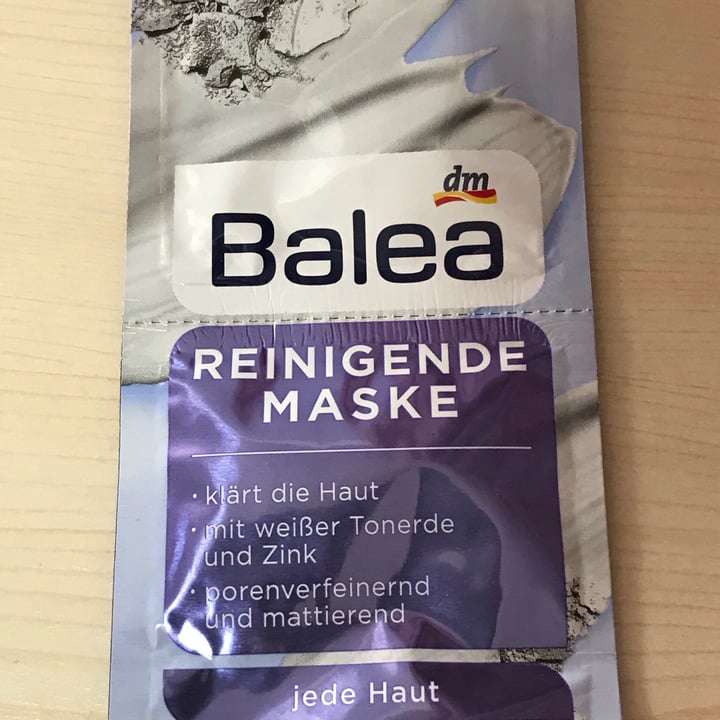 dm
Balea
REINIGENDE
MASKE
· klärt die Haut
· mit weißer Tonerde
und Zink
· porenverfeinernd
und mattierend
jede Haut